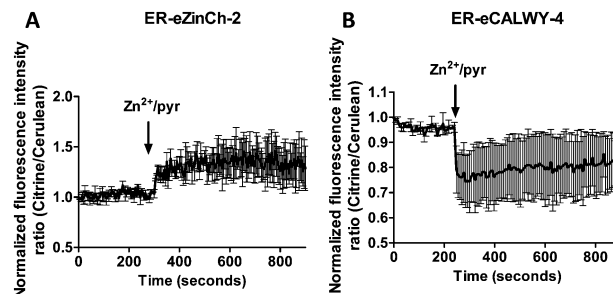 A
ER-eZinCh-2
Normalized fluorescence intensity
ratio (Citrine/Cerulean)
2.0
1.5
1.0
0.5
Zn²⁺/pyr
0 200 400 600 800
Time (seconds)
B
ER-eCALWY-4
Normalized fluorescence intensity
ratio (Citrine/Cerulean)
1.0
0.9
0.8
0.7
0.6
0.5
Zn²⁺/pyr
0 200 400 600 800
Time (seconds)